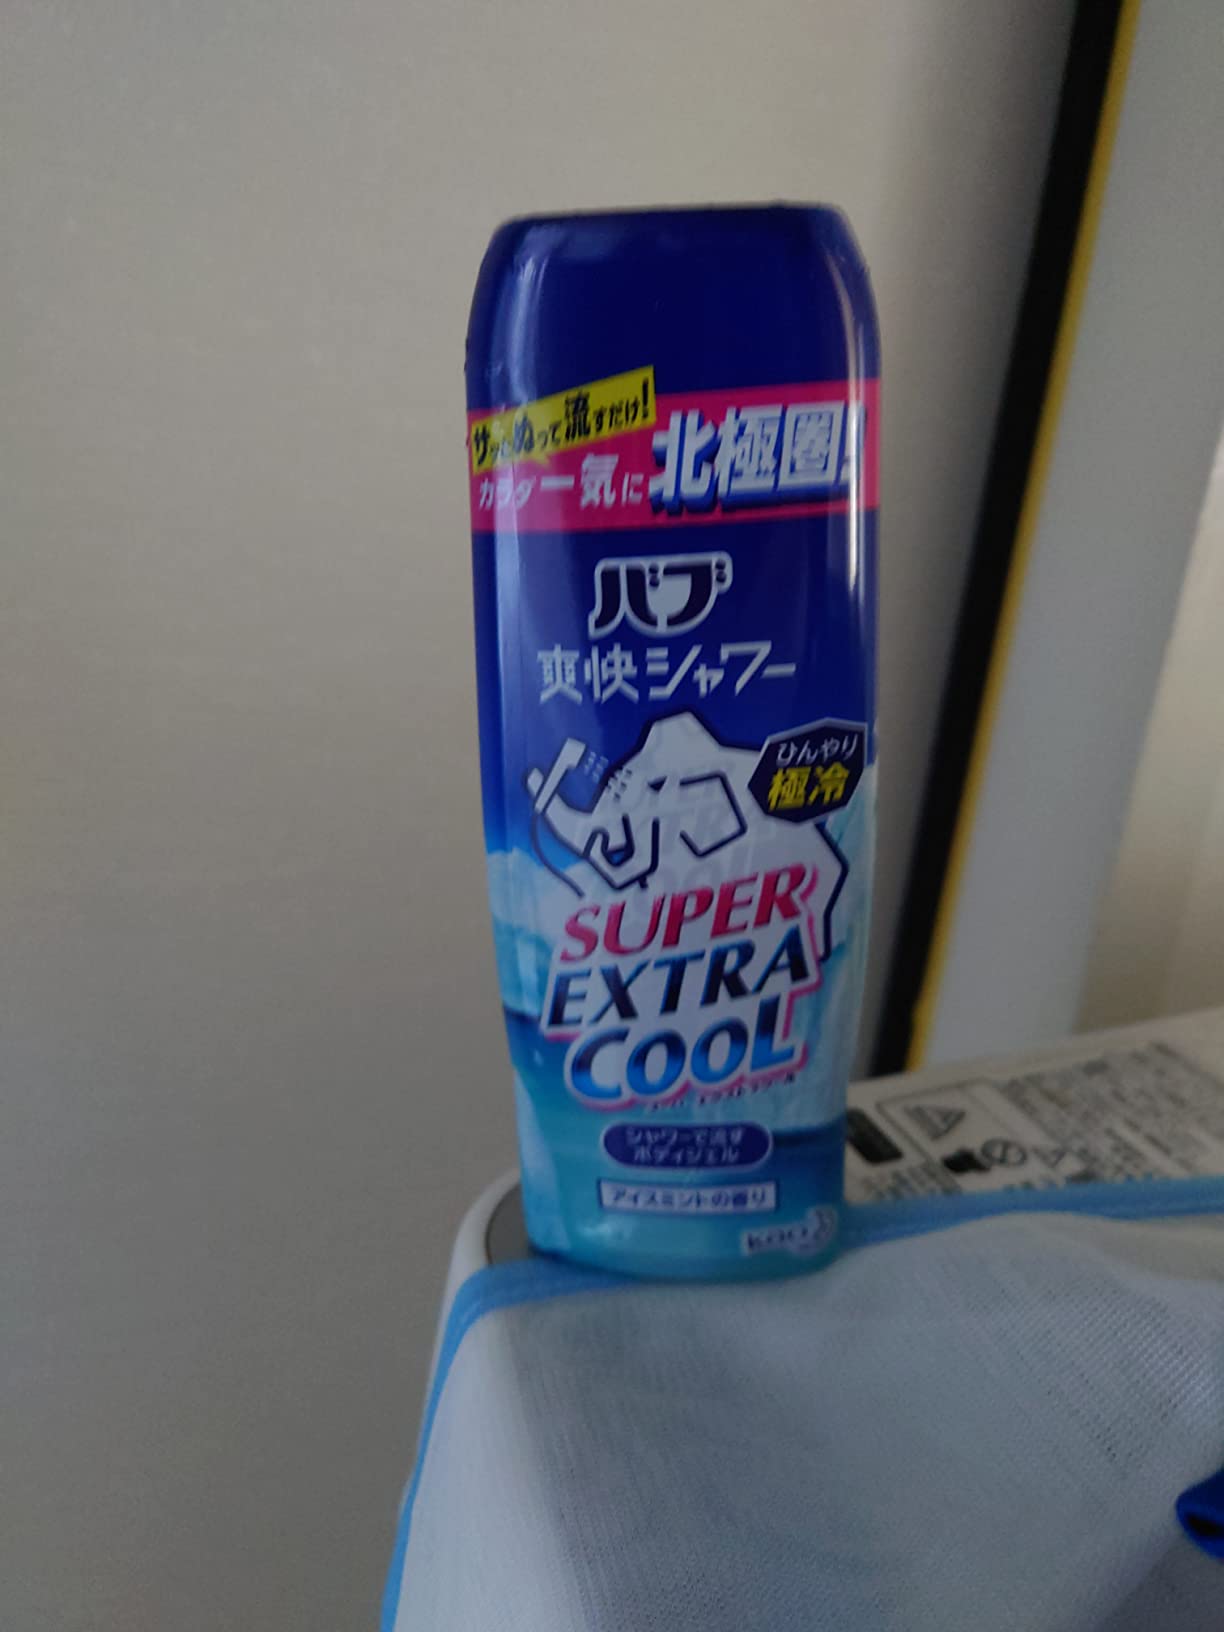 サッとぬって流すだけ!
カラダ一気に北極圏!
バブ
爽快シャワー
ひんやり
極冷
SUPER
EXTRA
COOL
シャワーで流す
ボディジェル
アイスミントの香り
kao